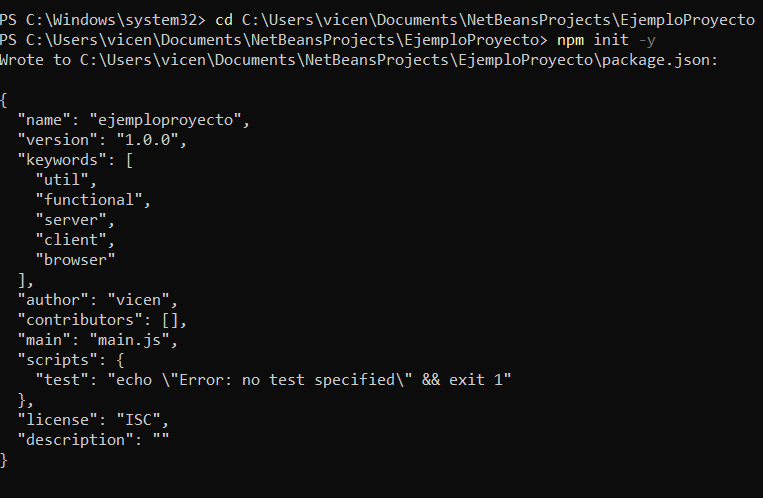 PS C:\Windows\system32> cd C:\Users\vicen\Documents\NetBeansProjects\EjemploProyecto
PS C:\Users\vicen\Documents\NetBeansProjects\EjemploProyecto> npm init -y
Wrote to C:\Users\vicen\Documents\NetBeansProjects\EjemploProyecto\package.json:

{
  "name": "ejemploproyecto",
  "version": "1.0.0",
  "keywords": [
    "util",
    "functional",
    "server",
    "client",
    "browser"
  ],
  "author": "vicen",
  "contributors": [],
  "main": "main.js",
  "scripts": {
    "test": "echo \"Error: no test specified\" && exit 1"
  },
  "license": "ISC",
  "description": ""
}